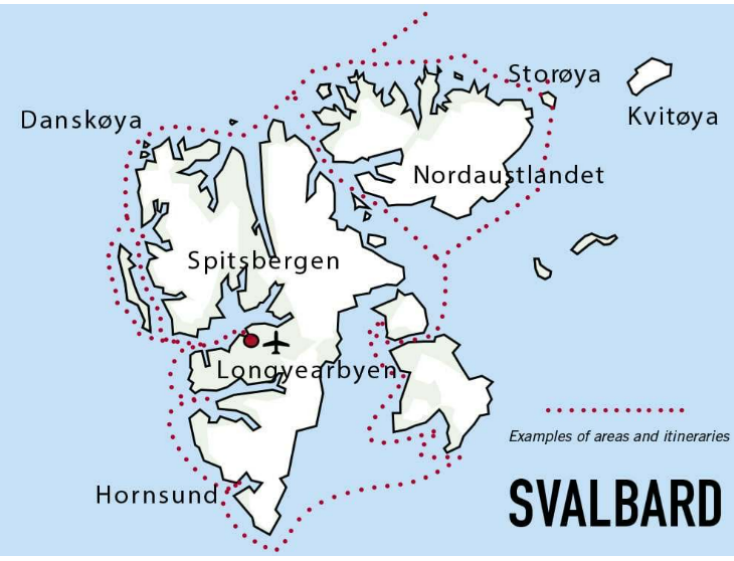 Storøya
Kvitøya
Danskøya
Nordaustlandet
Spitsbergen
Longyearbyen
Examples of areas and itineraries
Hornsund
SVALBARD